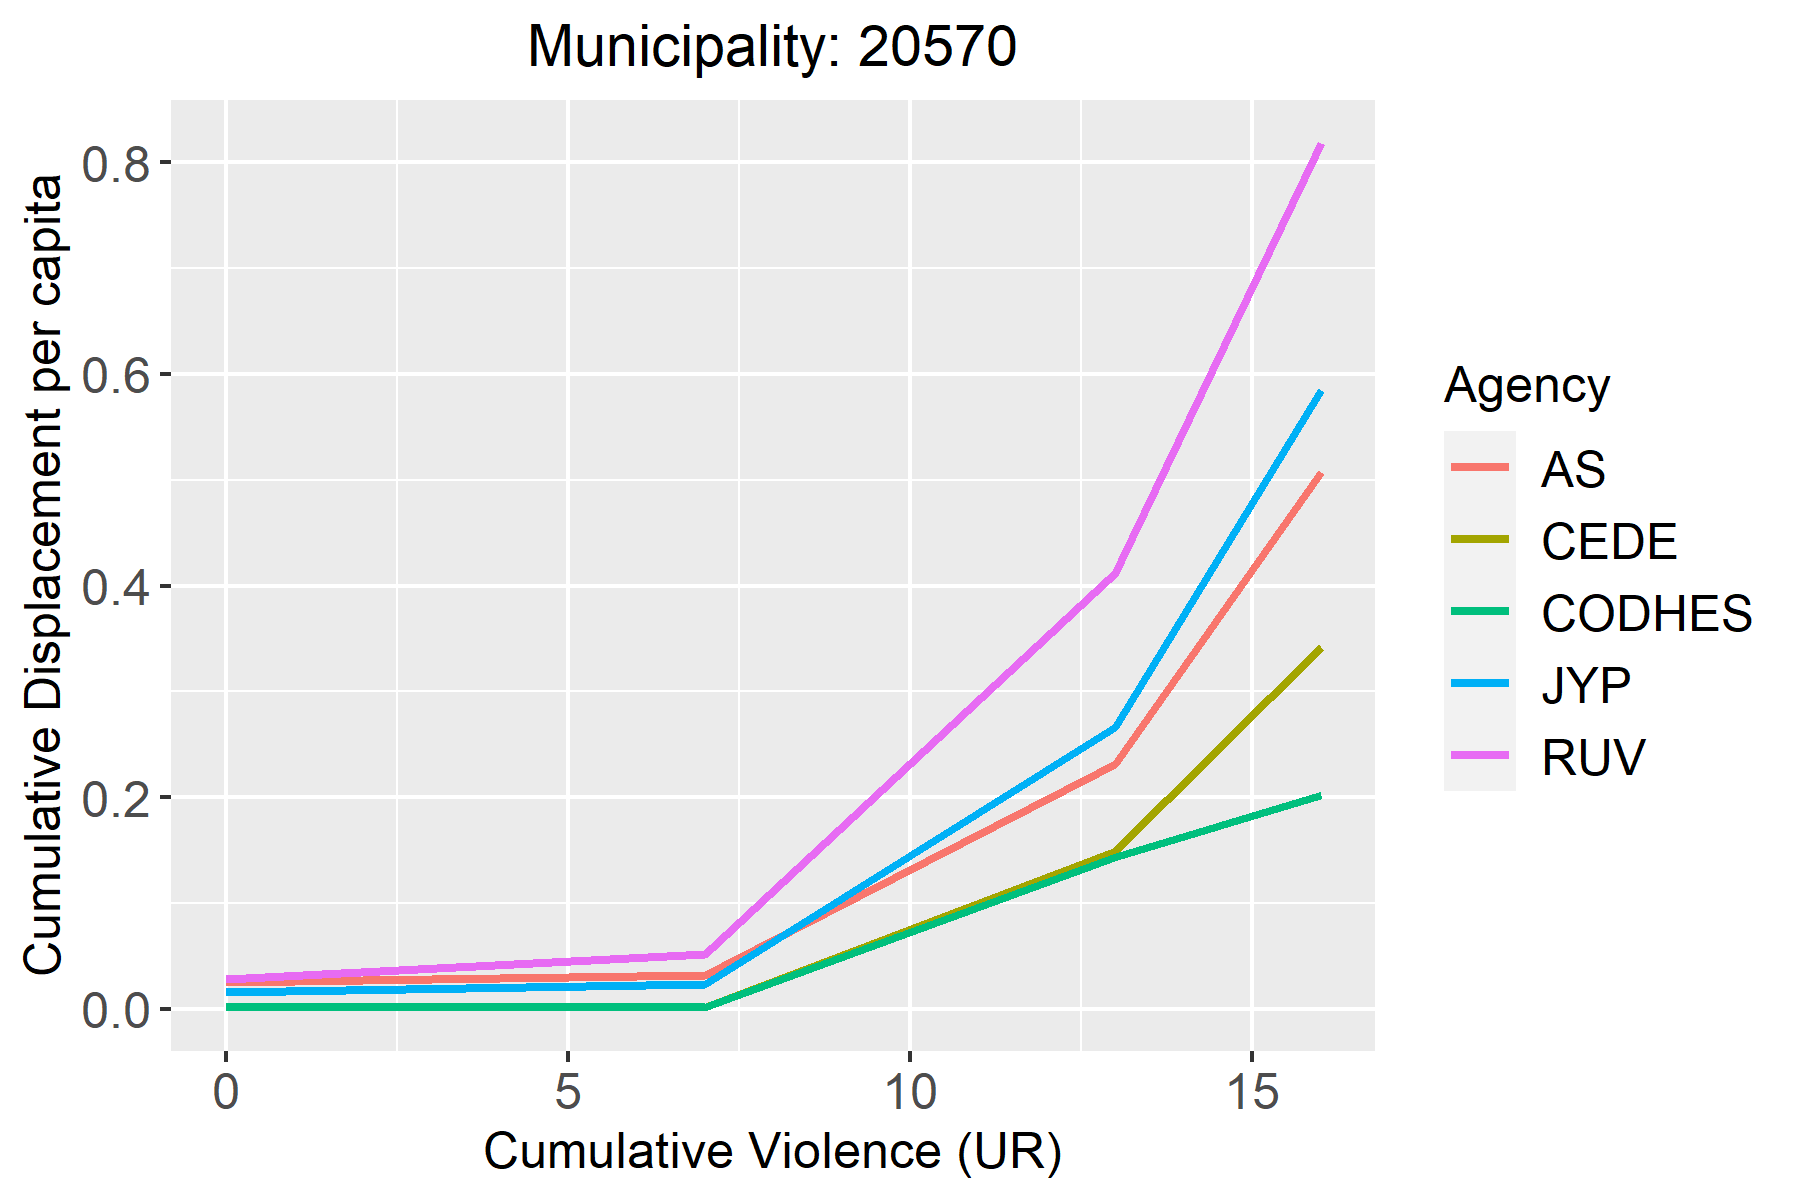 Municipality: 20570
Cumulative Displacement per capita
0.8
0.6
0.4
0.2
0.0
0 5 10 15
Cumulative Violence (UR)
Agency
AS
CEDE
CODHES
JYP
RUV